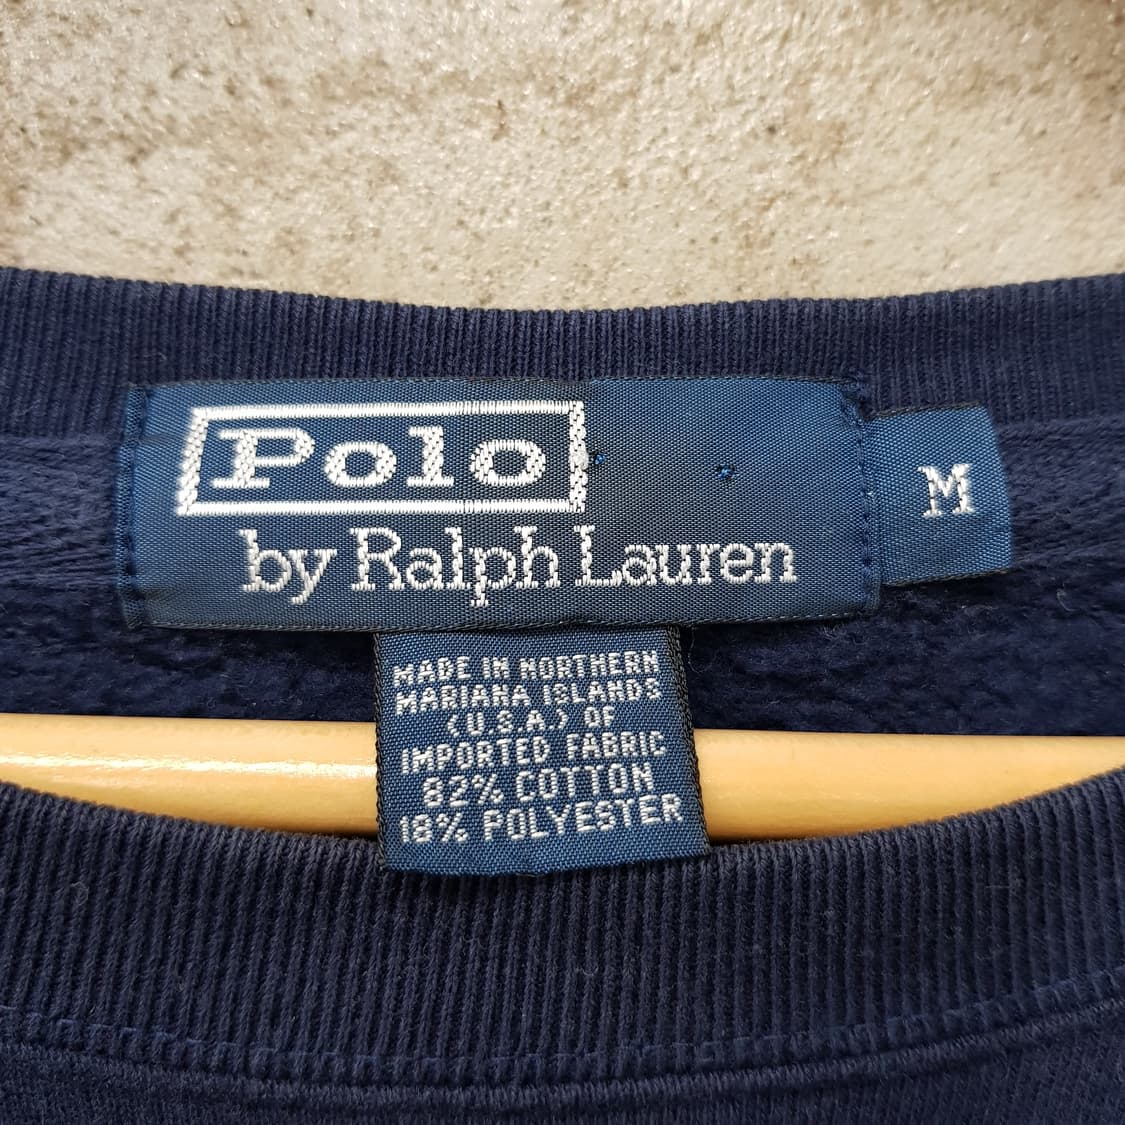 Polo
by Ralph Lauren
M
MADE IN NORTHERN
MARIANA ISLANDS
(U.S.A.) OF
IMPORTED FABRIC
82% COTTON
18% POLYESTER